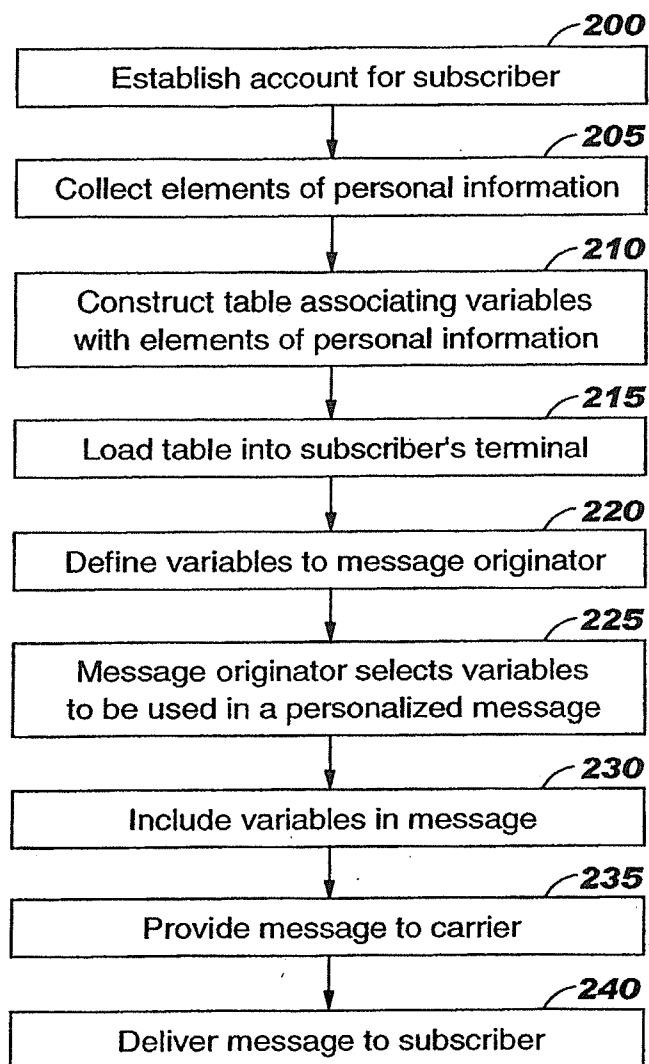 200
Establish account for subscriber
205
Collect elements of personal information
210
Construct table associating variables
with elements of personal information
215
Load table into subscriber's terminal
220
Define variables to message originator
225
Message originator selects variables
to be used in a personalized message
230
Include variables in message
235
Provide message to carrier
240
Deliver message to subscriber